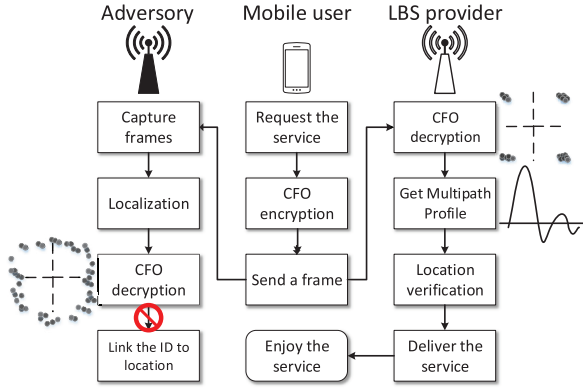 Adversory
Mobile user
LBS provider
Capture
frames
Request the
service
CFO
decryption
Localization
CFO
encryption
Get Multipath
Profile
CFO
decryption
Send a frame
Location
verification
Link the ID to
location
Enjoy the
service
Deliver the
service